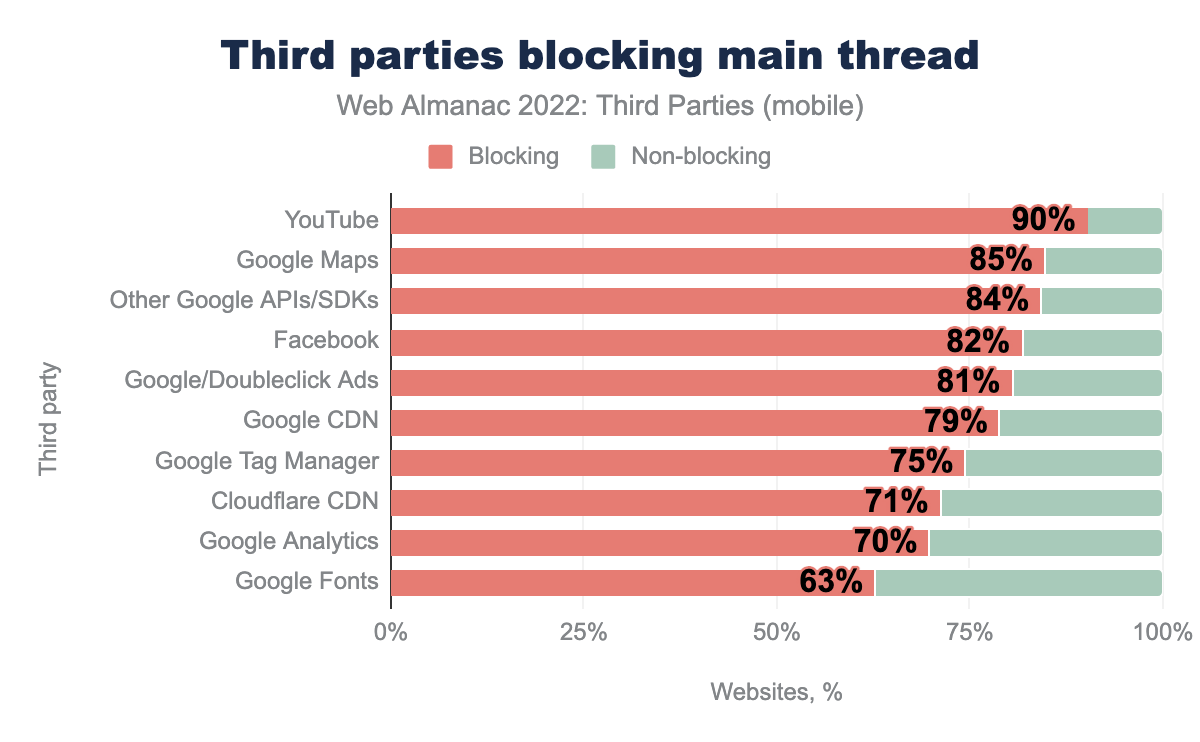 Third parties blocking main thread
Web Almanac 2022: Third Parties (mobile)
Blocking
Non-blocking
Third party
YouTube 90%
Google Maps 85%
Other Google APIs/SDKs 84%
Facebook 82%
Google/Doubleclick Ads 81%
Google CDN 79%
Google Tag Manager 75%
Cloudflare CDN 71%
Google Analytics 70%
Google Fonts 63%
0% 25% 50% 75% 100%
Websites, %